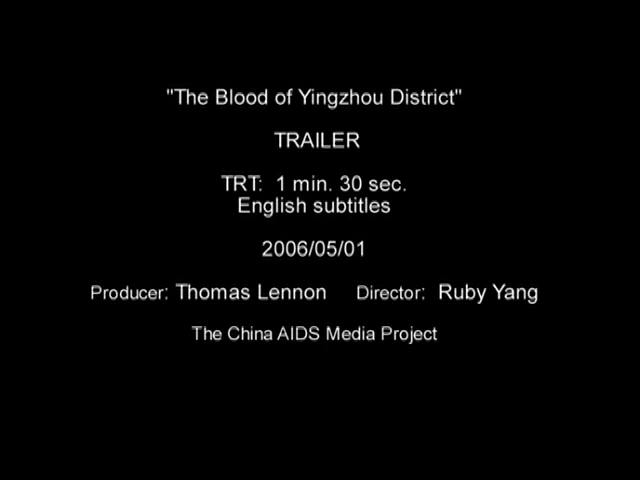 "The Blood of Yingzhou District"
TRAILER
TRT:  1 min. 30 sec.
English subtitles
2006/05/01
Producer: Thomas Lennon     Director:  Ruby Yang
The China AIDS Media Project